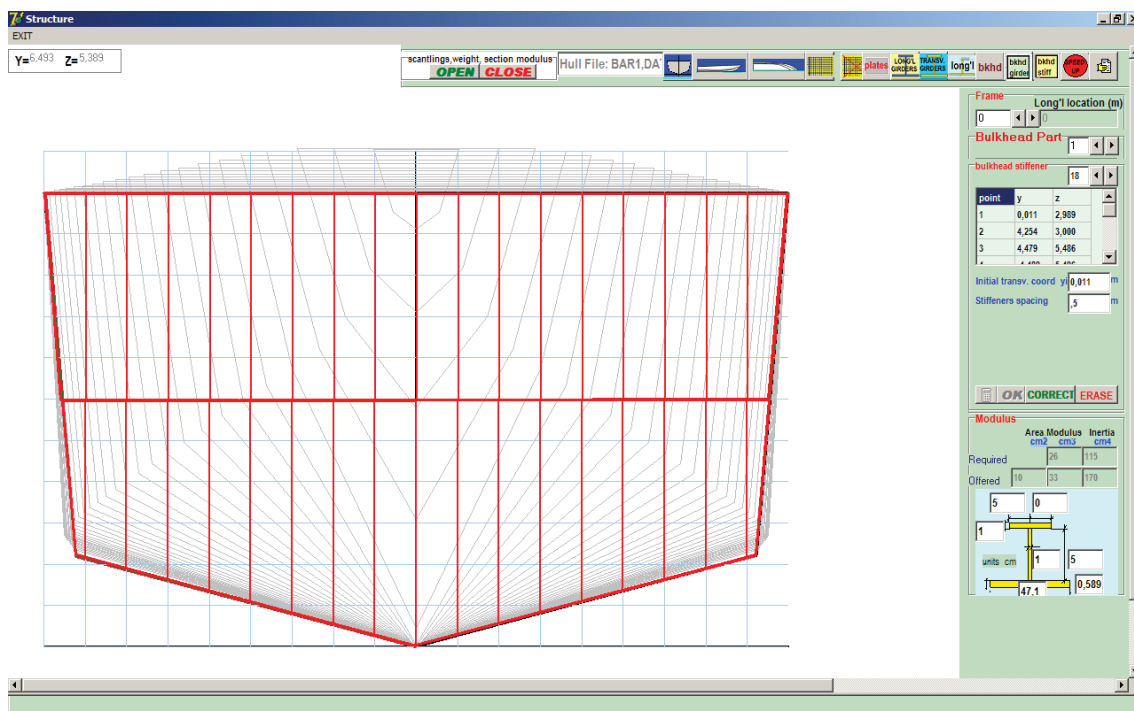 Structure
EXIT
Y=6,493 Z=5,389
scantlings,weight, section modulus
OPEN CLOSE
Hull File: BAR1,DA
plates
LONG'L GIRDERS
TRANSV. GIRDERS
long'l
bkhd
bkhd girder
bkhd stiff
SPEED UP
Frame
Long'l location (m)
0 0
Bulkhead Part
1
bulkhead stiffener
18
point y z
1 0,011 2,989
2 4,254 3,000
3 4,479 5,486
Initial transv. coord yi 0,011 m
Stiffeners spacing ,5 m
OK CORRECT ERASE
Modulus
Area Modulus Inertia
cm2 cm3 cm4
Required 26 115
Offered 10 33 170
5 0
1
units cm 1 5
47,1 0,589